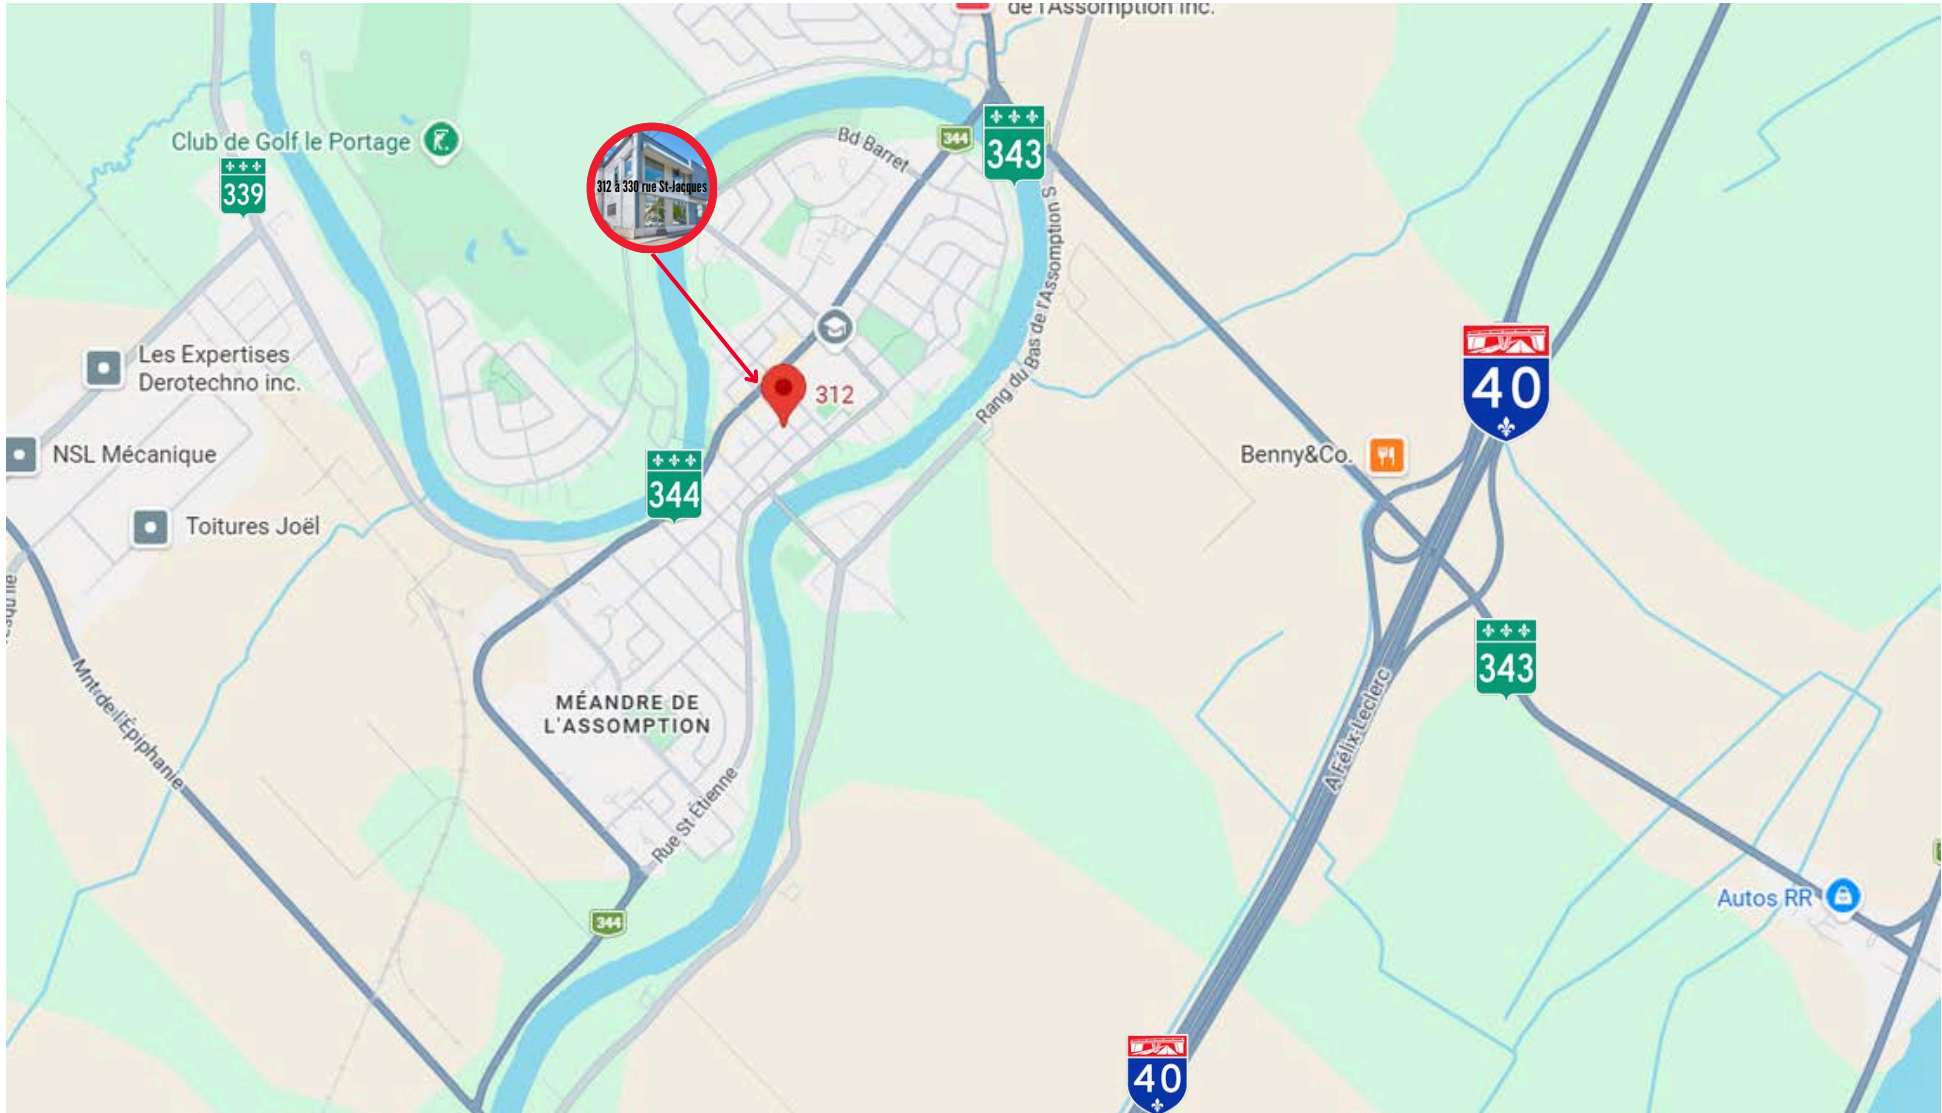 de l'Assomption inc.
Club de Golf le Portage
339
312 à 330 rue St-Jacques
Bd Barret
344
343
Rang du Bas de l'Assomption S
Les Expertises
Derotechno inc.
312
40
NSL Mécanique
344
Benny&Co.
Toitures Joël
343
Mnt de l'Épiphanie
MÉANDRE DE
L'ASSOMPTION
A Félix-Leclerc
Rue St Étienne
344
Autos RR
40